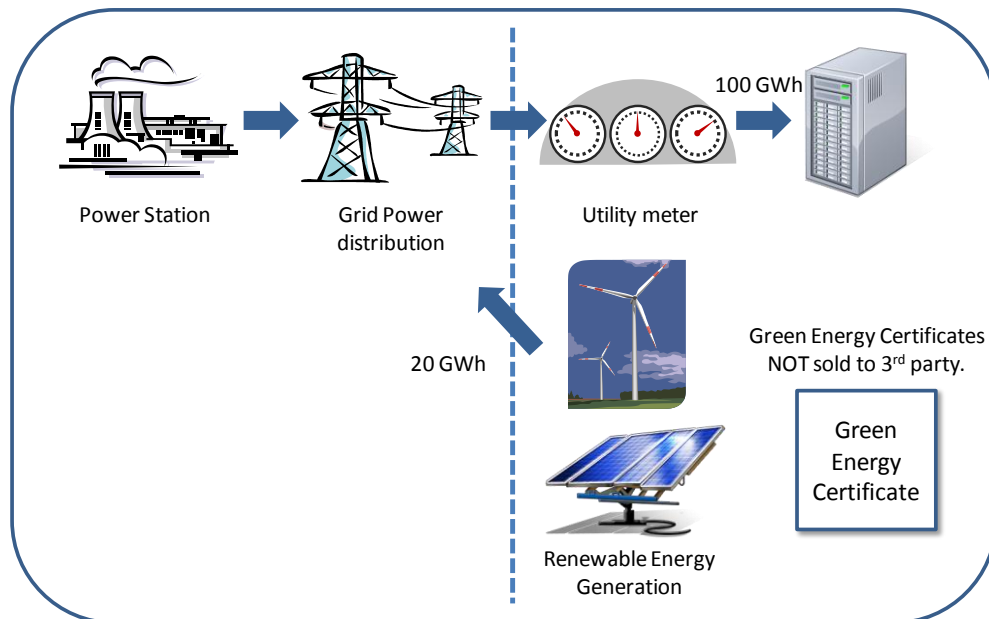 100 GWh
Power Station
Grid Power
distribution
Utility meter
20 GWh
Green Energy Certificates
NOT sold to 3rd party.
Green
Energy
Certificate
Renewable Energy
Generation